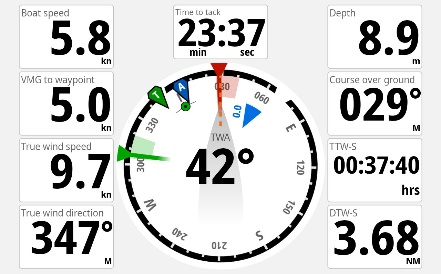 Boat speed
5.8
kn
Time to tack
23:37
min sec
Depth
8.9
m
VMG to waypoint
5.0
kn
Course over ground
029°
M
True wind speed
9.7
kn
TTW-S
00:37:40
hrs
True wind direction
347°
M
DTW-S
3.68
NM
T
A
030
060
0.0
E
120
150
S
210
240
W
300
330
TWA
42°